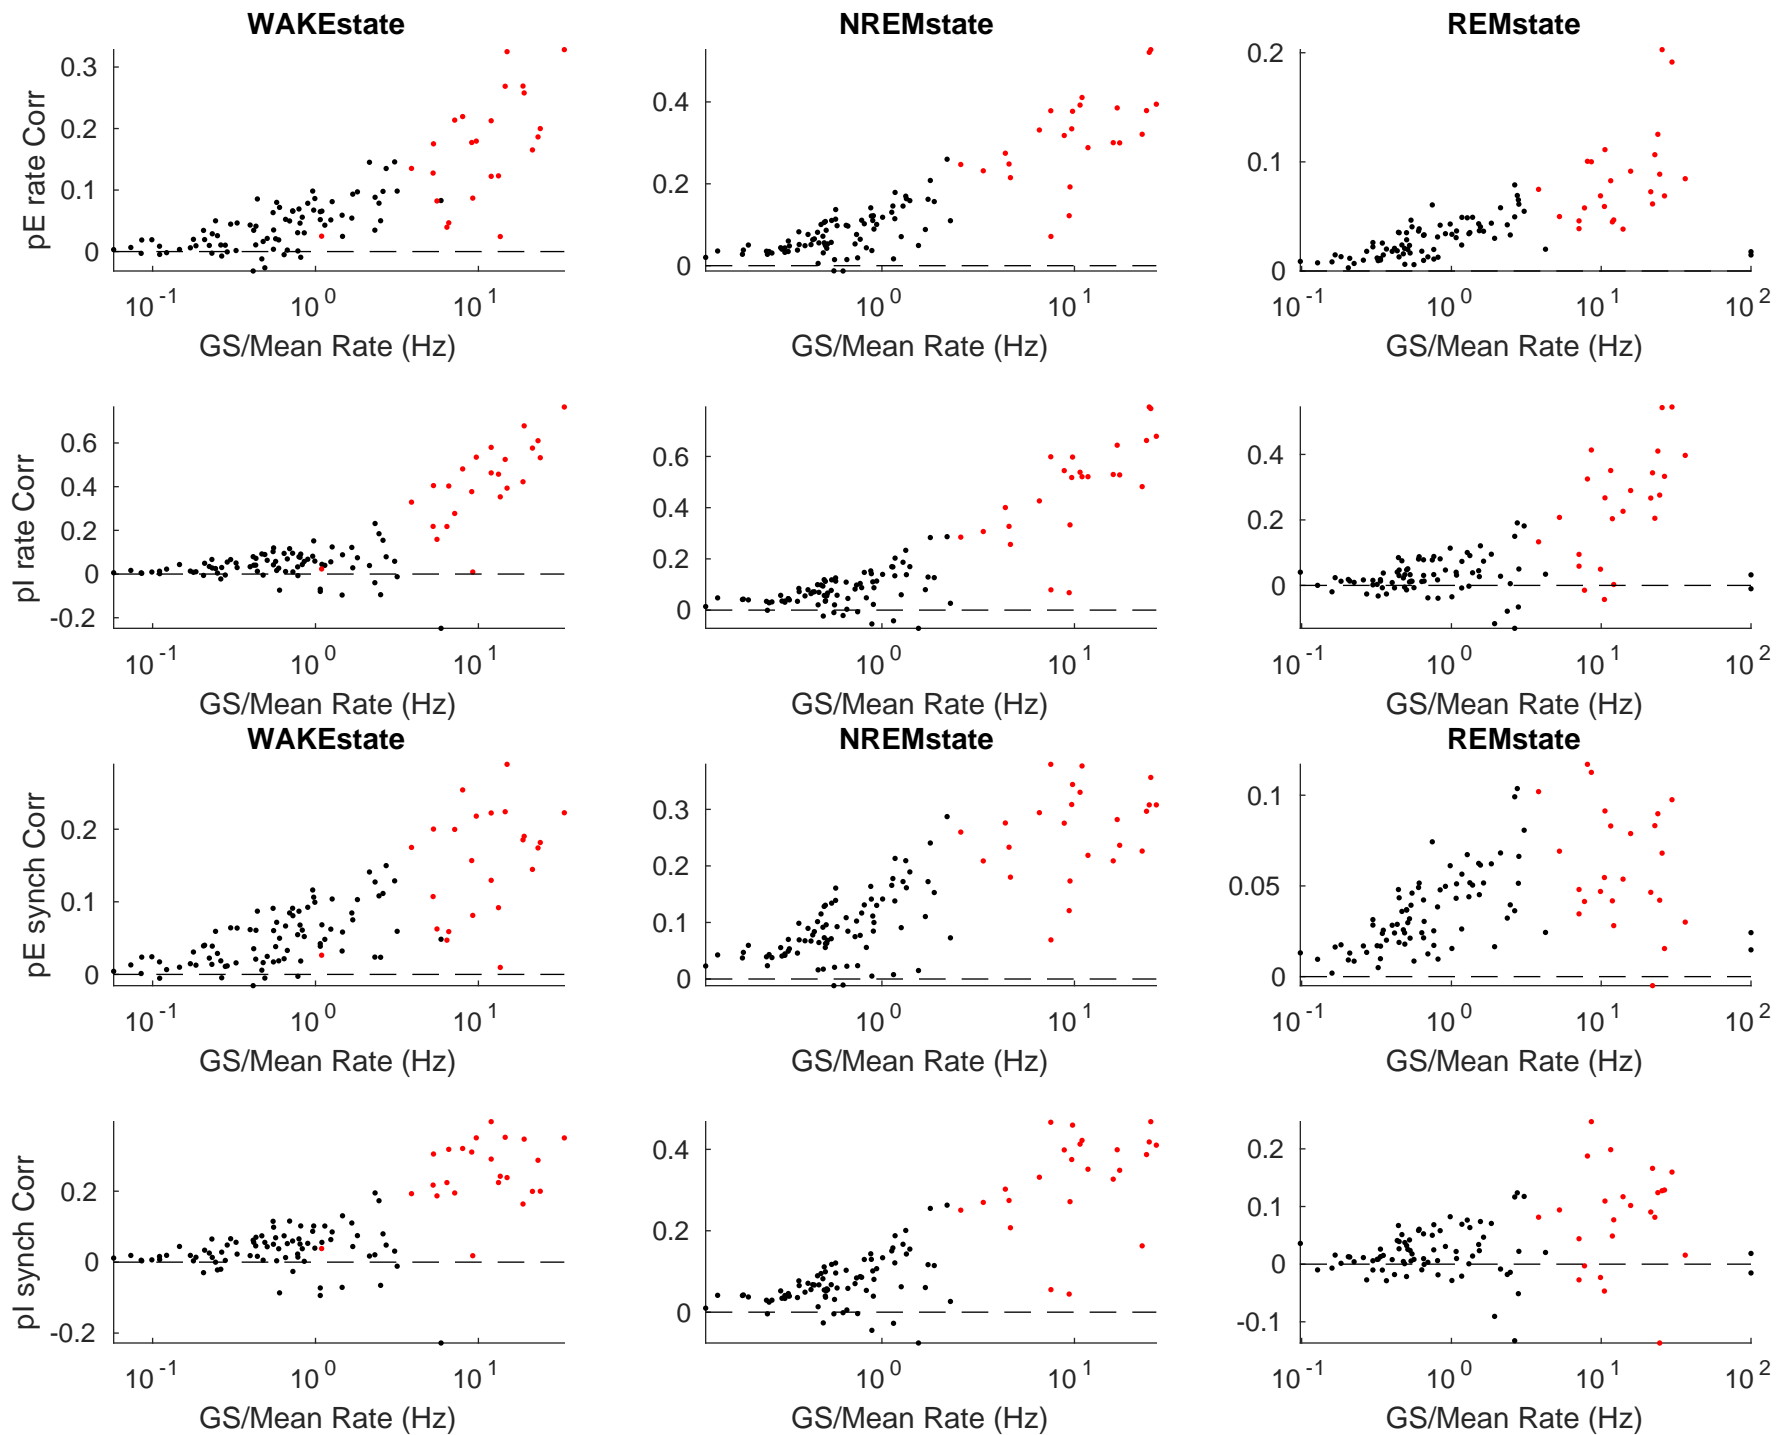 WAKEstate NREMstate REMstate
pE rate Corr
0.3
0.2
0.1
0
10^-1 10^0 10^1
GS/Mean Rate (Hz)
0.4
0.2
0
10^0 10^1
GS/Mean Rate (Hz)
0.2
0.1
0
10^-1 10^0 10^1 10^2
GS/Mean Rate (Hz)
pI rate Corr
0.6
0.4
0.2
0
-0.2
10^-1 10^0 10^1
GS/Mean Rate (Hz)
0.6
0.4
0.2
0
10^0 10^1
GS/Mean Rate (Hz)
0.4
0.2
0
10^-1 10^0 10^1 10^2
GS/Mean Rate (Hz)
WAKEstate NREMstate REMstate
pE synch Corr
0.2
0.1
0
10^-1 10^0 10^1
GS/Mean Rate (Hz)
0.3
0.2
0.1
0
10^0 10^1
GS/Mean Rate (Hz)
0.1
0.05
0
10^-1 10^0 10^1 10^2
GS/Mean Rate (Hz)
pI synch Corr
0.2
0
-0.2
10^-1 10^0 10^1
GS/Mean Rate (Hz)
0.4
0.2
0
10^0 10^1
GS/Mean Rate (Hz)
0.2
0.1
0
-0.1
10^-1 10^0 10^1 10^2
GS/Mean Rate (Hz)